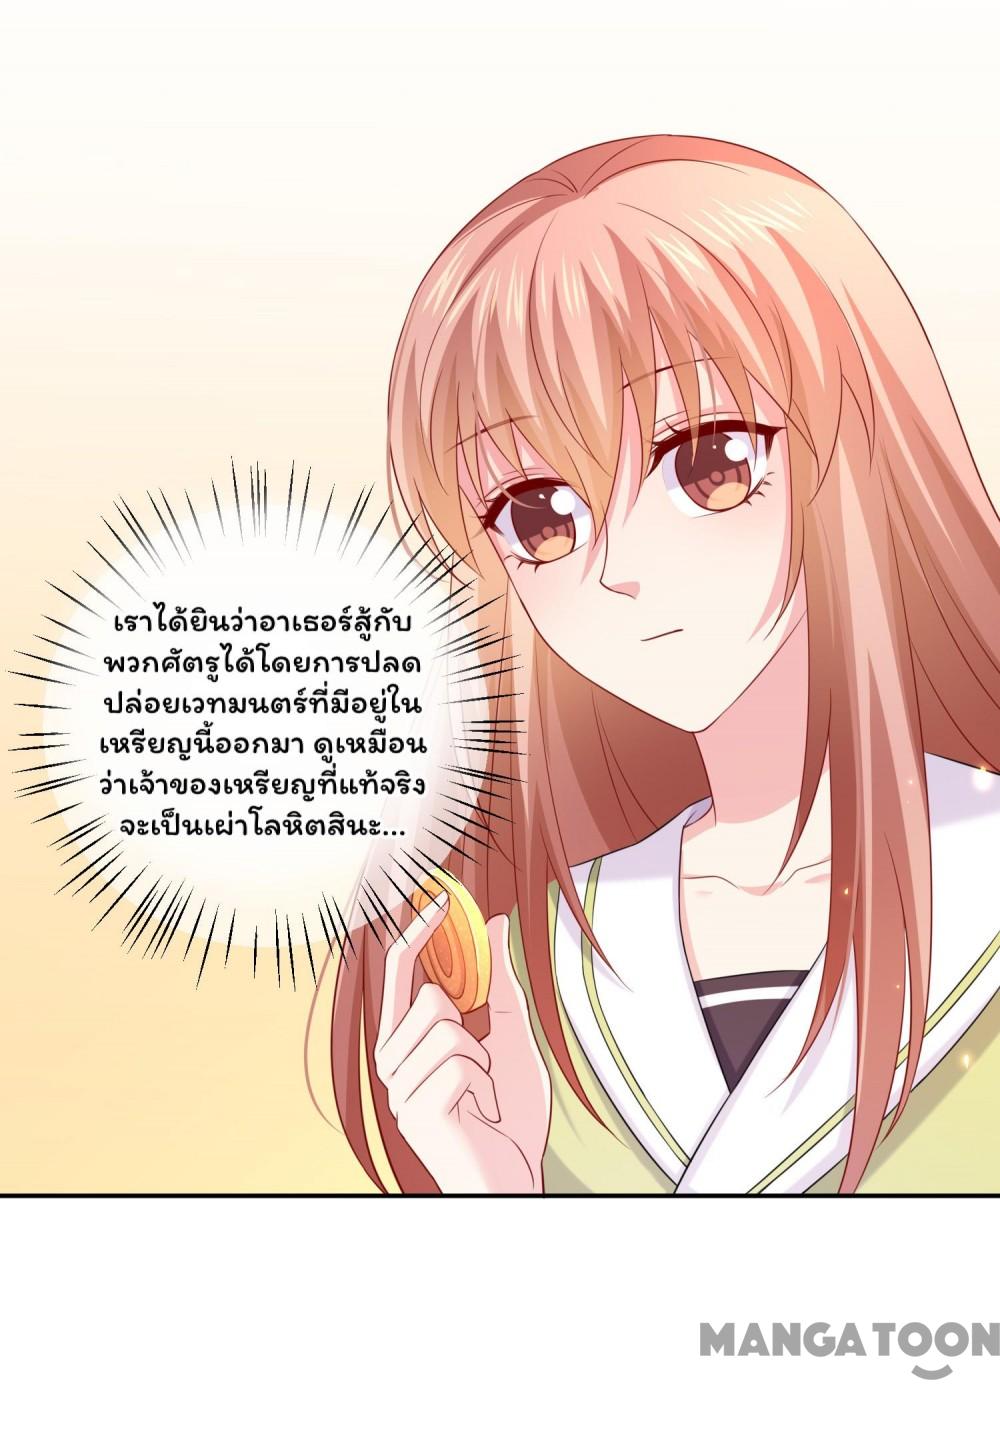 เราได้ยินว่าอาเธอร์สู้กับ
พวกศัตรูได้โดยการปลด
ปล่อยเวทมนตร์ที่มีอยู่ใน
เหรียญนี้ออกมา ดูเหมือน
ว่าเจ้าของเหรียญที่แท้จริง
จะเป็นเผ่าโลหิตสินะ...
MANGA TOON